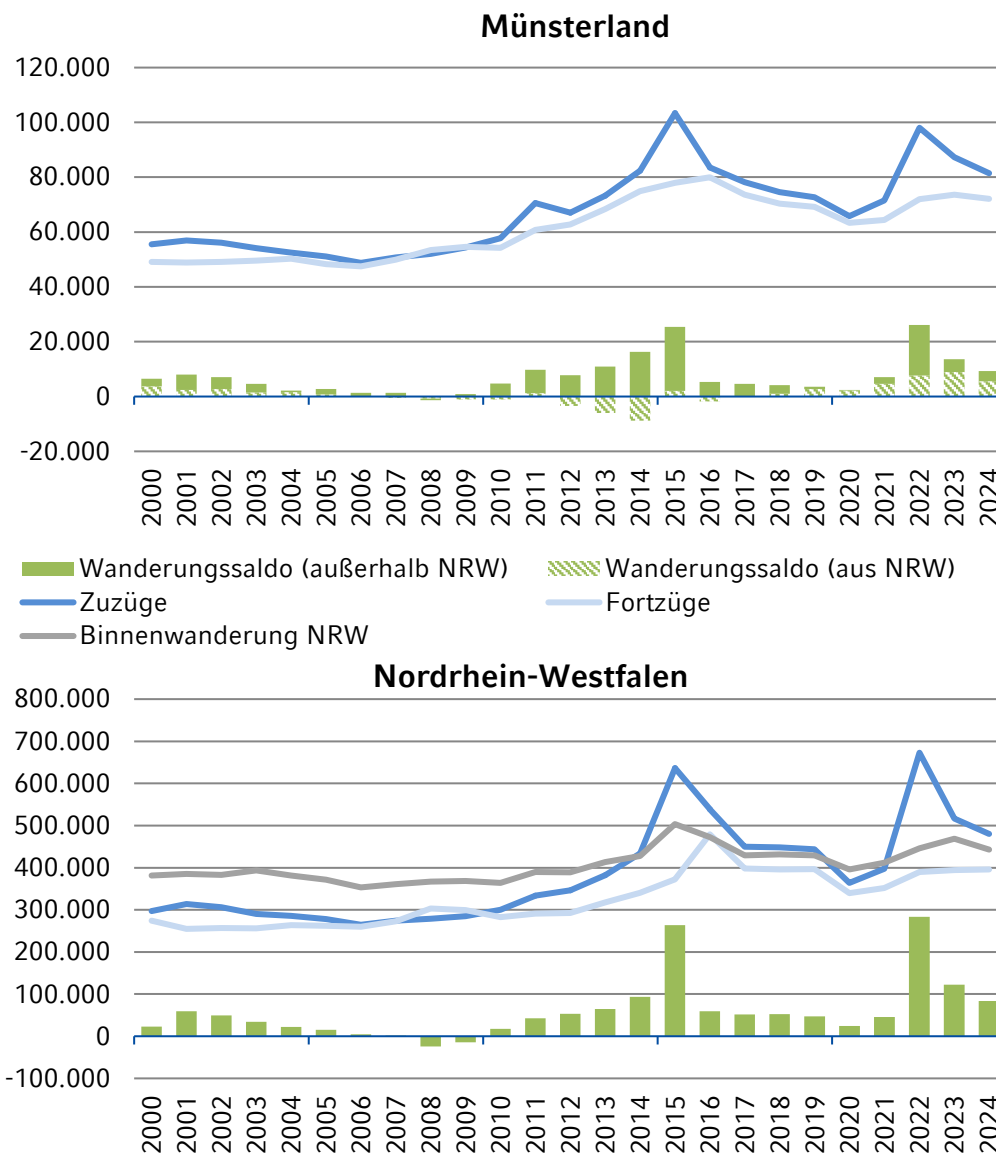 Münsterland
120.000
100.000
80.000
60.000
40.000
20.000
0
-20.000
2000 2001 2002 2003 2004 2005 2006 2007 2008 2009 2010 2011 2012 2013 2014 2015 2016 2017 2018 2019 2020 2021 2022 2023 2024
Wanderungssaldo (außerhalb NRW) Wanderungssaldo (aus NRW)
Zuzüge Fortzüge
Binnenwanderung NRW
Nordrhein-Westfalen
800.000
700.000
600.000
500.000
400.000
300.000
200.000
100.000
0
-100.000
2000 2001 2002 2003 2004 2005 2006 2007 2008 2009 2010 2011 2012 2013 2014 2015 2016 2017 2018 2019 2020 2021 2022 2023 2024